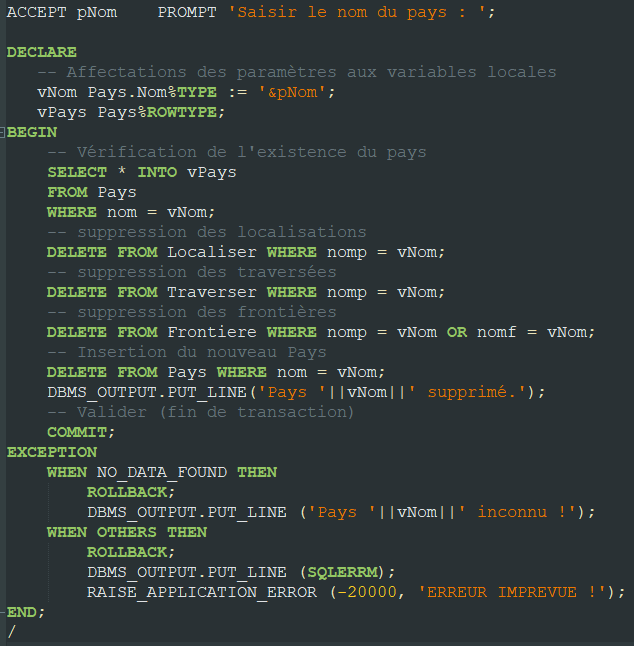 ACCEPT pNom    PROMPT 'Saisir le nom du pays : ';

DECLARE
   -- Affectations des paramètres aux variables locales
   vNom Pays.Nom%TYPE := '&pNom';
   vPays Pays%ROWTYPE;
BEGIN
    -- Vérification de l'existence du pays
    SELECT * INTO vPays
    FROM Pays
    WHERE nom = vNom;
    -- suppression des localisations
    DELETE FROM Localiser WHERE nomp = vNom;
    -- suppression des traversées
    DELETE FROM Traverser WHERE nomp = vNom;
    -- suppression des frontières
    DELETE FROM Frontiere WHERE nomp = vNom OR nomf = vNom;
    -- Insertion du nouveau Pays
    DELETE FROM Pays WHERE nom = vNom;
    DBMS_OUTPUT.PUT_LINE('Pays '||vNom||' supprimé.');
    -- Valider (fin de transaction)
    COMMIT;
EXCEPTION
    WHEN NO_DATA_FOUND THEN
        ROLLBACK;
        DBMS_OUTPUT.PUT_LINE ('Pays '||vNom||' inconnu !');
    WHEN OTHERS THEN
        ROLLBACK;
        DBMS_OUTPUT.PUT_LINE (SQLERRM);
        RAISE_APPLICATION_ERROR (-20000, 'ERREUR IMPREVUE !');
END;
/